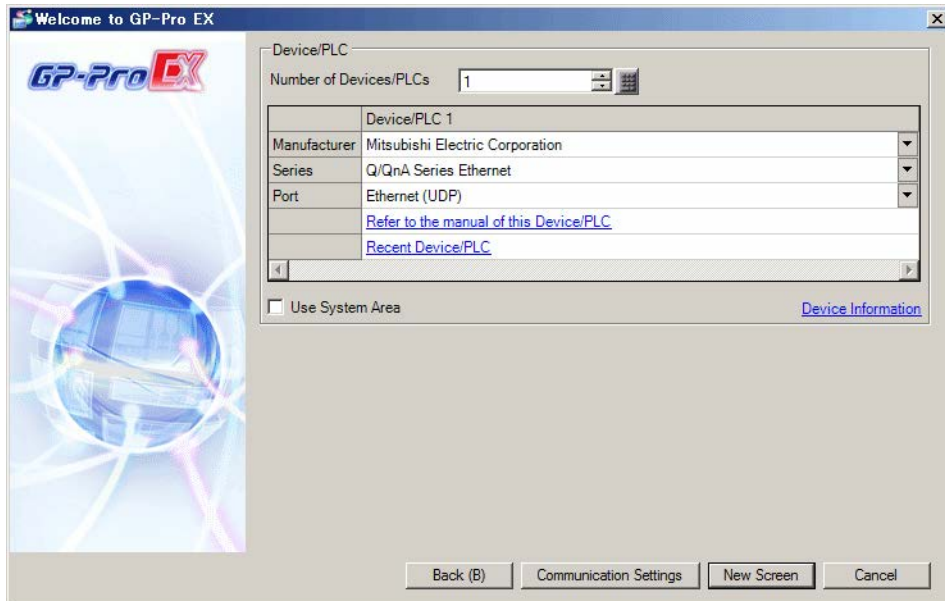 Welcome to GP-Pro EX
GP-Pro EX
Device/PLC
Number of Devices/PLCs 1
Device/PLC 1
Manufacturer Mitsubishi Electric Corporation
Series Q/QnA Series Ethernet
Port Ethernet (UDP)
Refer to the manual of this Device/PLC
Recent Device/PLC
Use System Area Device Information
Back (B) Communication Settings New Screen Cancel